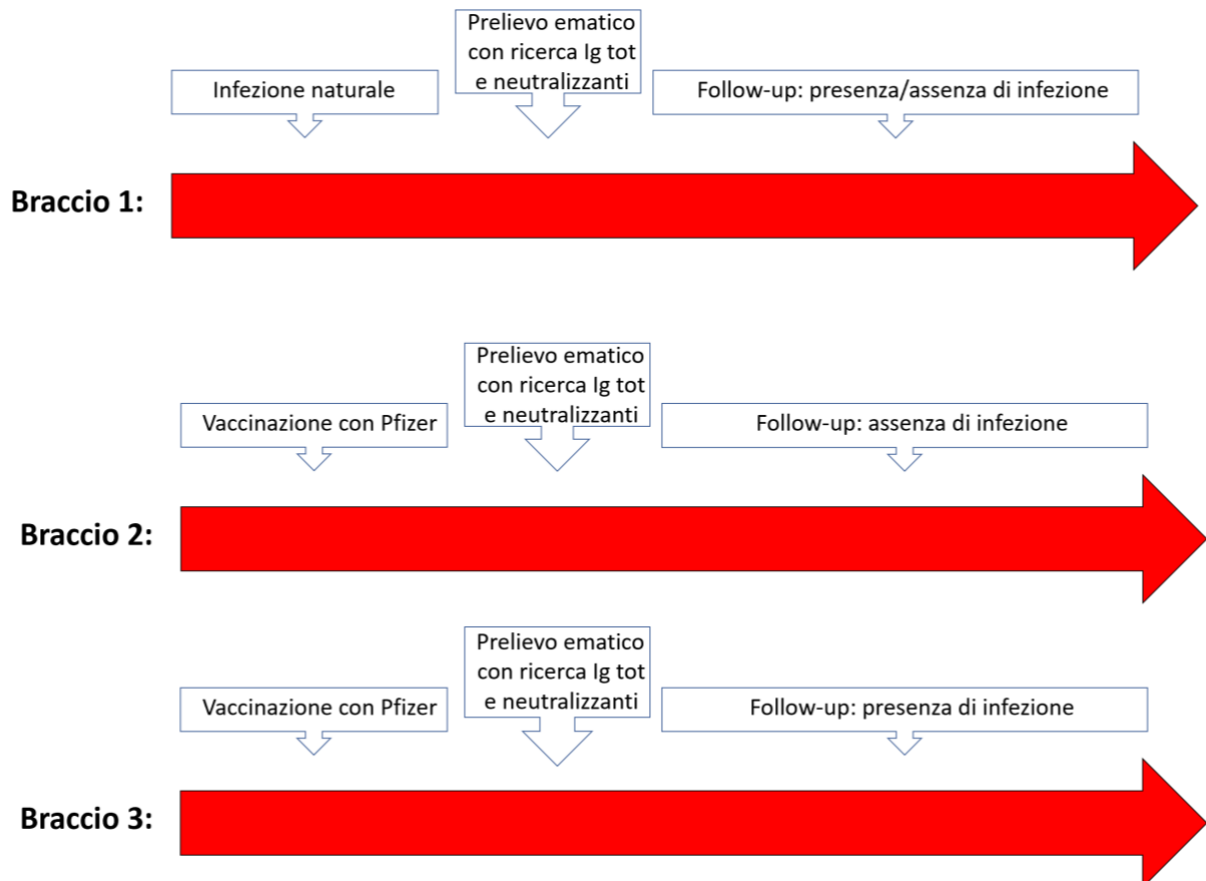 Prelievo ematico
con ricerca Ig tot
e neutralizzanti
Infezione naturale
Follow-up: presenza/assenza di infezione
Braccio 1:
Prelievo ematico
con ricerca Ig tot
e neutralizzanti
Vaccinazione con Pfizer
Follow-up: assenza di infezione
Braccio 2:
Prelievo ematico
con ricerca Ig tot
e neutralizzanti
Vaccinazione con Pfizer
Follow-up: presenza di infezione
Braccio 3: